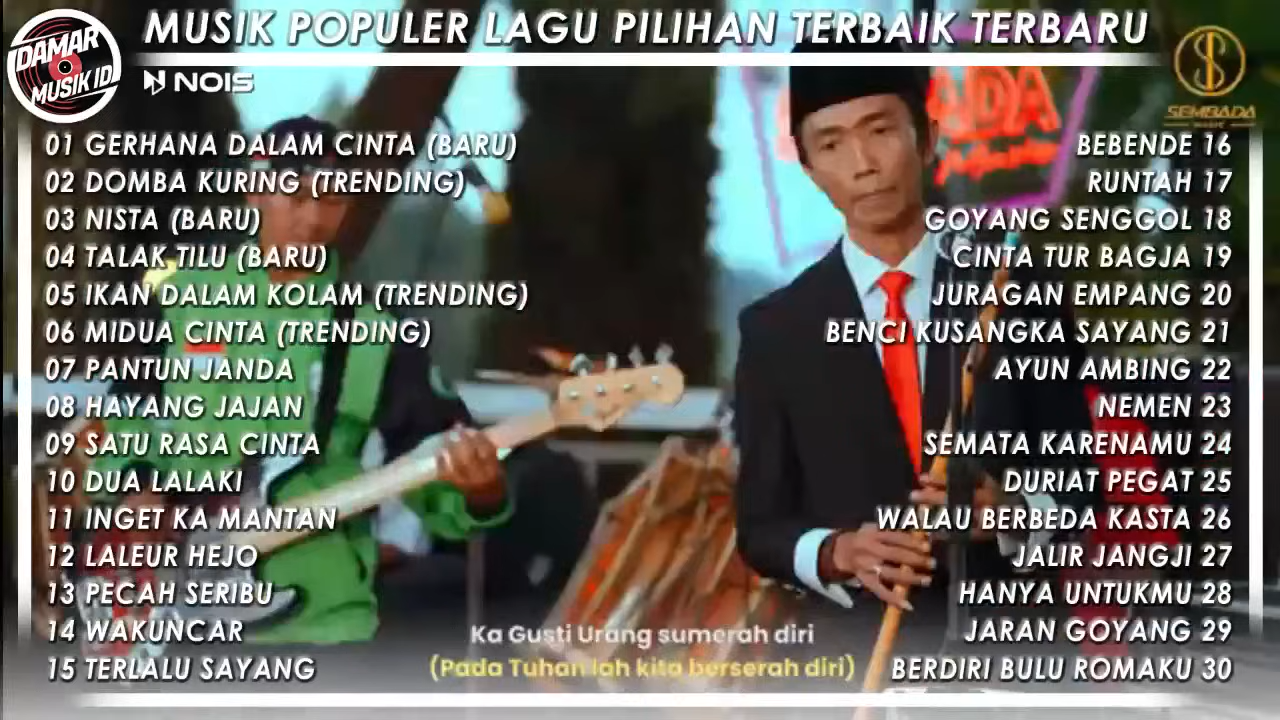 DAMAR
MUSIK ID
MUSIK POPULER LAGU PILIHAN TERBAIK TERBARU
NOIS
SEMBADA
MUSIC
ADA
01 GERHANA DALAM CINTA (BARU)
02 DOMBA KURING (TRENDING)
03 NISTA (BARU)
04 TALAK TILU (BARU)
05 IKAN DALAM KOLAM (TRENDING)
06 MIDUA CINTA (TRENDING)
07 PANTUN JANDA
08 HAYANG JAJAN
09 SATU RASA CINTA
10 DUA LALAKI
11 INGET KA MANTAN
12 LALEUR HEJO
13 PECAH SERIBU
14 WAKUNCAR
15 TERLALU SAYANG
BEBENDE 16
RUNTAH 17
GOYANG SENGGOL 18
CINTA TUR BAGJA 19
JURAGAN EMPANG 20
BENCI KUSANGKA SAYANG 21
AYUN AMBING 22
NEMEN 23
SEMATA KARENAMU 24
DURIAT PEGAT 25
WALAU BERBEDA KASTA 26
JALIR JANGJI 27
HANYA UNTUKMU 28
JARAN GOYANG 29
BERDIRI BULU ROMAKU 30
Ka Gusti Urang sumerah diri
(Pada Tuhan lah kita berserah diri)